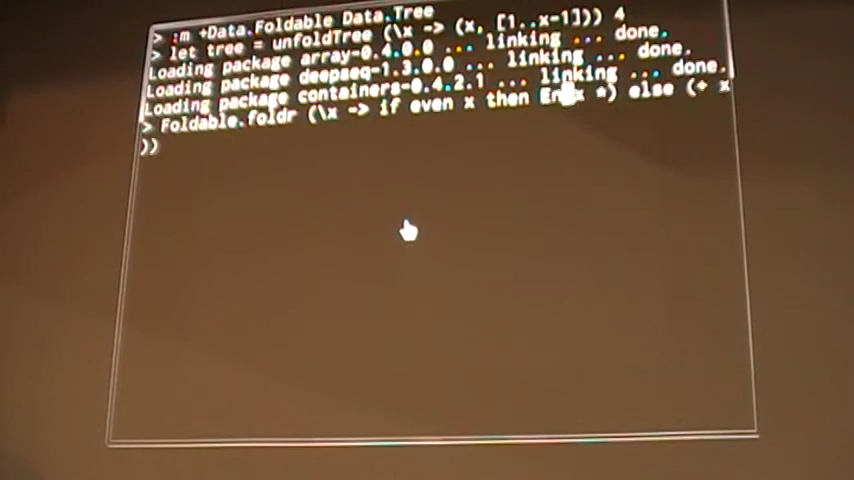 > :m +Data.Foldable Data.Tree
> let tree = unfoldTree (\x -> (x, [1..x-1])) 4
Loading package array-0.4.0.0 ... linking ... done.
Loading package deepseq-1.3.0.0 ... linking ... done.
Loading package containers-0.4.2.1 ... linking ... done.
> Foldable.foldr (\x -> if even x then *) else (+ x
))